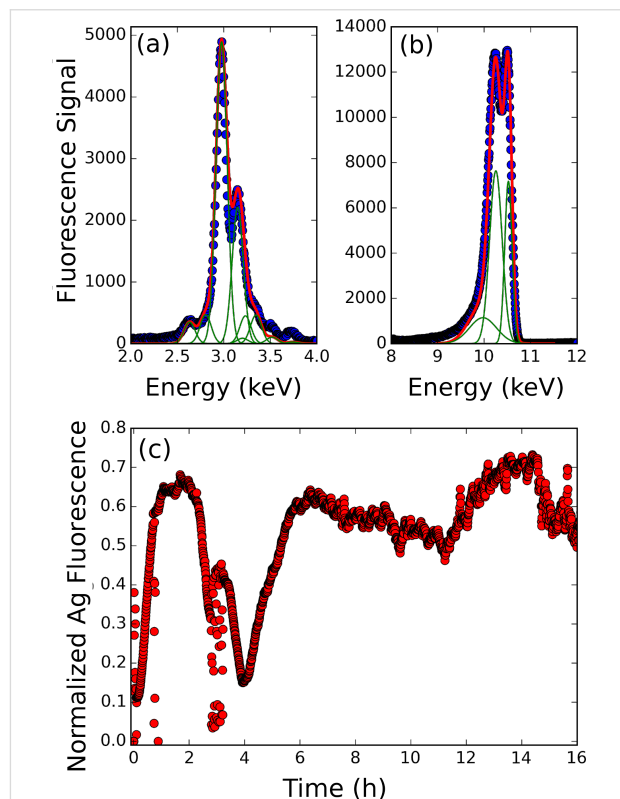 (a)
(b)
5000
4000
3000
2000
1000
0
2.0 2.5 3.0 3.5 4.0
14000
12000
10000
8000
6000
4000
2000
0
8 9 10 11 12
Fluorescence Signal
Energy (keV)
Energy (keV)
(c)
0.8
0.7
0.6
0.5
0.4
0.3
0.2
0.1
0.0
0 2 4 6 8 10 12 14 16
Normalized Ag Fluorescence
Time (h)